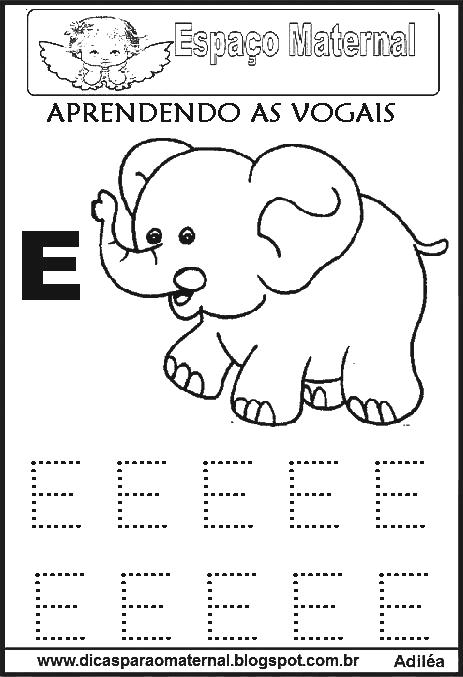 Espaço Maternal
APRENDENDO AS VOGAIS
E
E E E E E
E E E E E
www.dicasparaomaternal.blogspot.com.br Adiléa